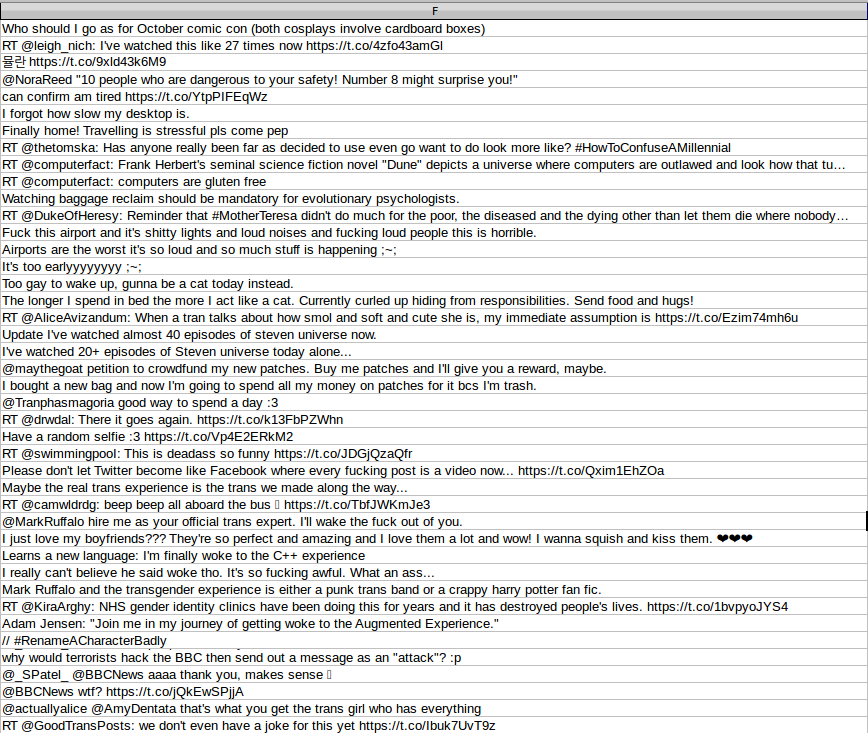 F
Who should I go as for October comic con (both cosplays involve cardboard boxes)
RT @leigh_nich: I've watched this like 27 times now https://t.co/4zfo43amGl
뮬란 https://t.co/9xld43k6M9
@NoraReed "10 people who are dangerous to your safety! Number 8 might surprise you!"
can confirm am tired https://t.co/YtpPIFEqWz
I forgot how slow my desktop is.
Finally home! Travelling is stressful pls come pep
RT @thetomska: Has anyone really been far as decided to use even go want to do look more like? #HowToConfuseAMillennial
RT @computerfact: Frank Herbert's seminal science fiction novel "Dune" depicts a universe where computers are outlawed and look how that tu…
RT @computerfact: computers are gluten free
Watching baggage reclaim should be mandatory for evolutionary psychologists.
RT @DukeOfHeresy: Reminder that #MotherTeresa didn't do much for the poor, the diseased and the dying other than let them die where nobody…
Fuck this airport and it's shitty lights and loud noises and fucking loud people this is horrible.
Airports are the worst it's so loud and so much stuff is happening ;~;
It's too earlyyyyyyyy ;~;
Too gay to wake up, gunna be a cat today instead.
The longer I spend in bed the more I act like a cat. Currently curled up hiding from responsibilities. Send food and hugs!
RT @AliceAvizandum: When a tran talks about how smol and soft and cute she is, my immediate assumption is https://t.co/Ezim74mh6u
Update I've watched almost 40 episodes of steven universe now.
I've watched 20+ episodes of Steven universe today alone...
@maythegoat petition to crowdfund my new patches. Buy me patches and I'll give you a reward, maybe.
I bought a new bag and now I'm going to spend all my money on patches for it bcs I'm trash.
@Tranphasmagoria good way to spend a day :3
RT @drwdal: There it goes again. https://t.co/k13FbPZWhn
Have a random selfie :3 https://t.co/Vp4E2ERkM2
RT @swimmingpool: This is deadass so funny https://t.co/JDGjQzaQfr
Please don't let Twitter become like Facebook where every fucking post is a video now... https://t.co/Qxim1EhZOa
Maybe the real trans experience is the trans we made along the way...
RT @camwldrdg: beep beep all aboard the bus https://t.co/TbfJWKmJe3
@MarkRuffalo hire me as your official trans expert. I'll wake the fuck out of you.
I just love my boyfriends??? They're so perfect and amazing and I love them a lot and wow! I wanna squish and kiss them. ❤❤❤
Learns a new language: I'm finally woke to the C++ experience
I really can't believe he said woke tho. It's so fucking awful. What an ass...
Mark Ruffalo and the transgender experience is either a punk trans band or a crappy harry potter fan fic.
RT @KiraArghy: NHS gender identity clinics have been doing this for years and it has destroyed people's lives. https://t.co/1bvpyoJYS4
Adam Jensen: "Join me in my journey of getting woke to the Augmented Experience."
// #RenameACharacterBadly
why would terrorists hack the BBC then send out a message as an "attack"? :p
@_SPatel_ @BBCNews aaaa thank you, makes sense
@BBCNews wtf? https://t.co/jQkEwSPjjA
@actuallyalice @AmyDentata that's what you get the trans girl who has everything
RT @GoodTransPosts: we don't even have a joke for this yet https://t.co/Ibuk7UvT9z